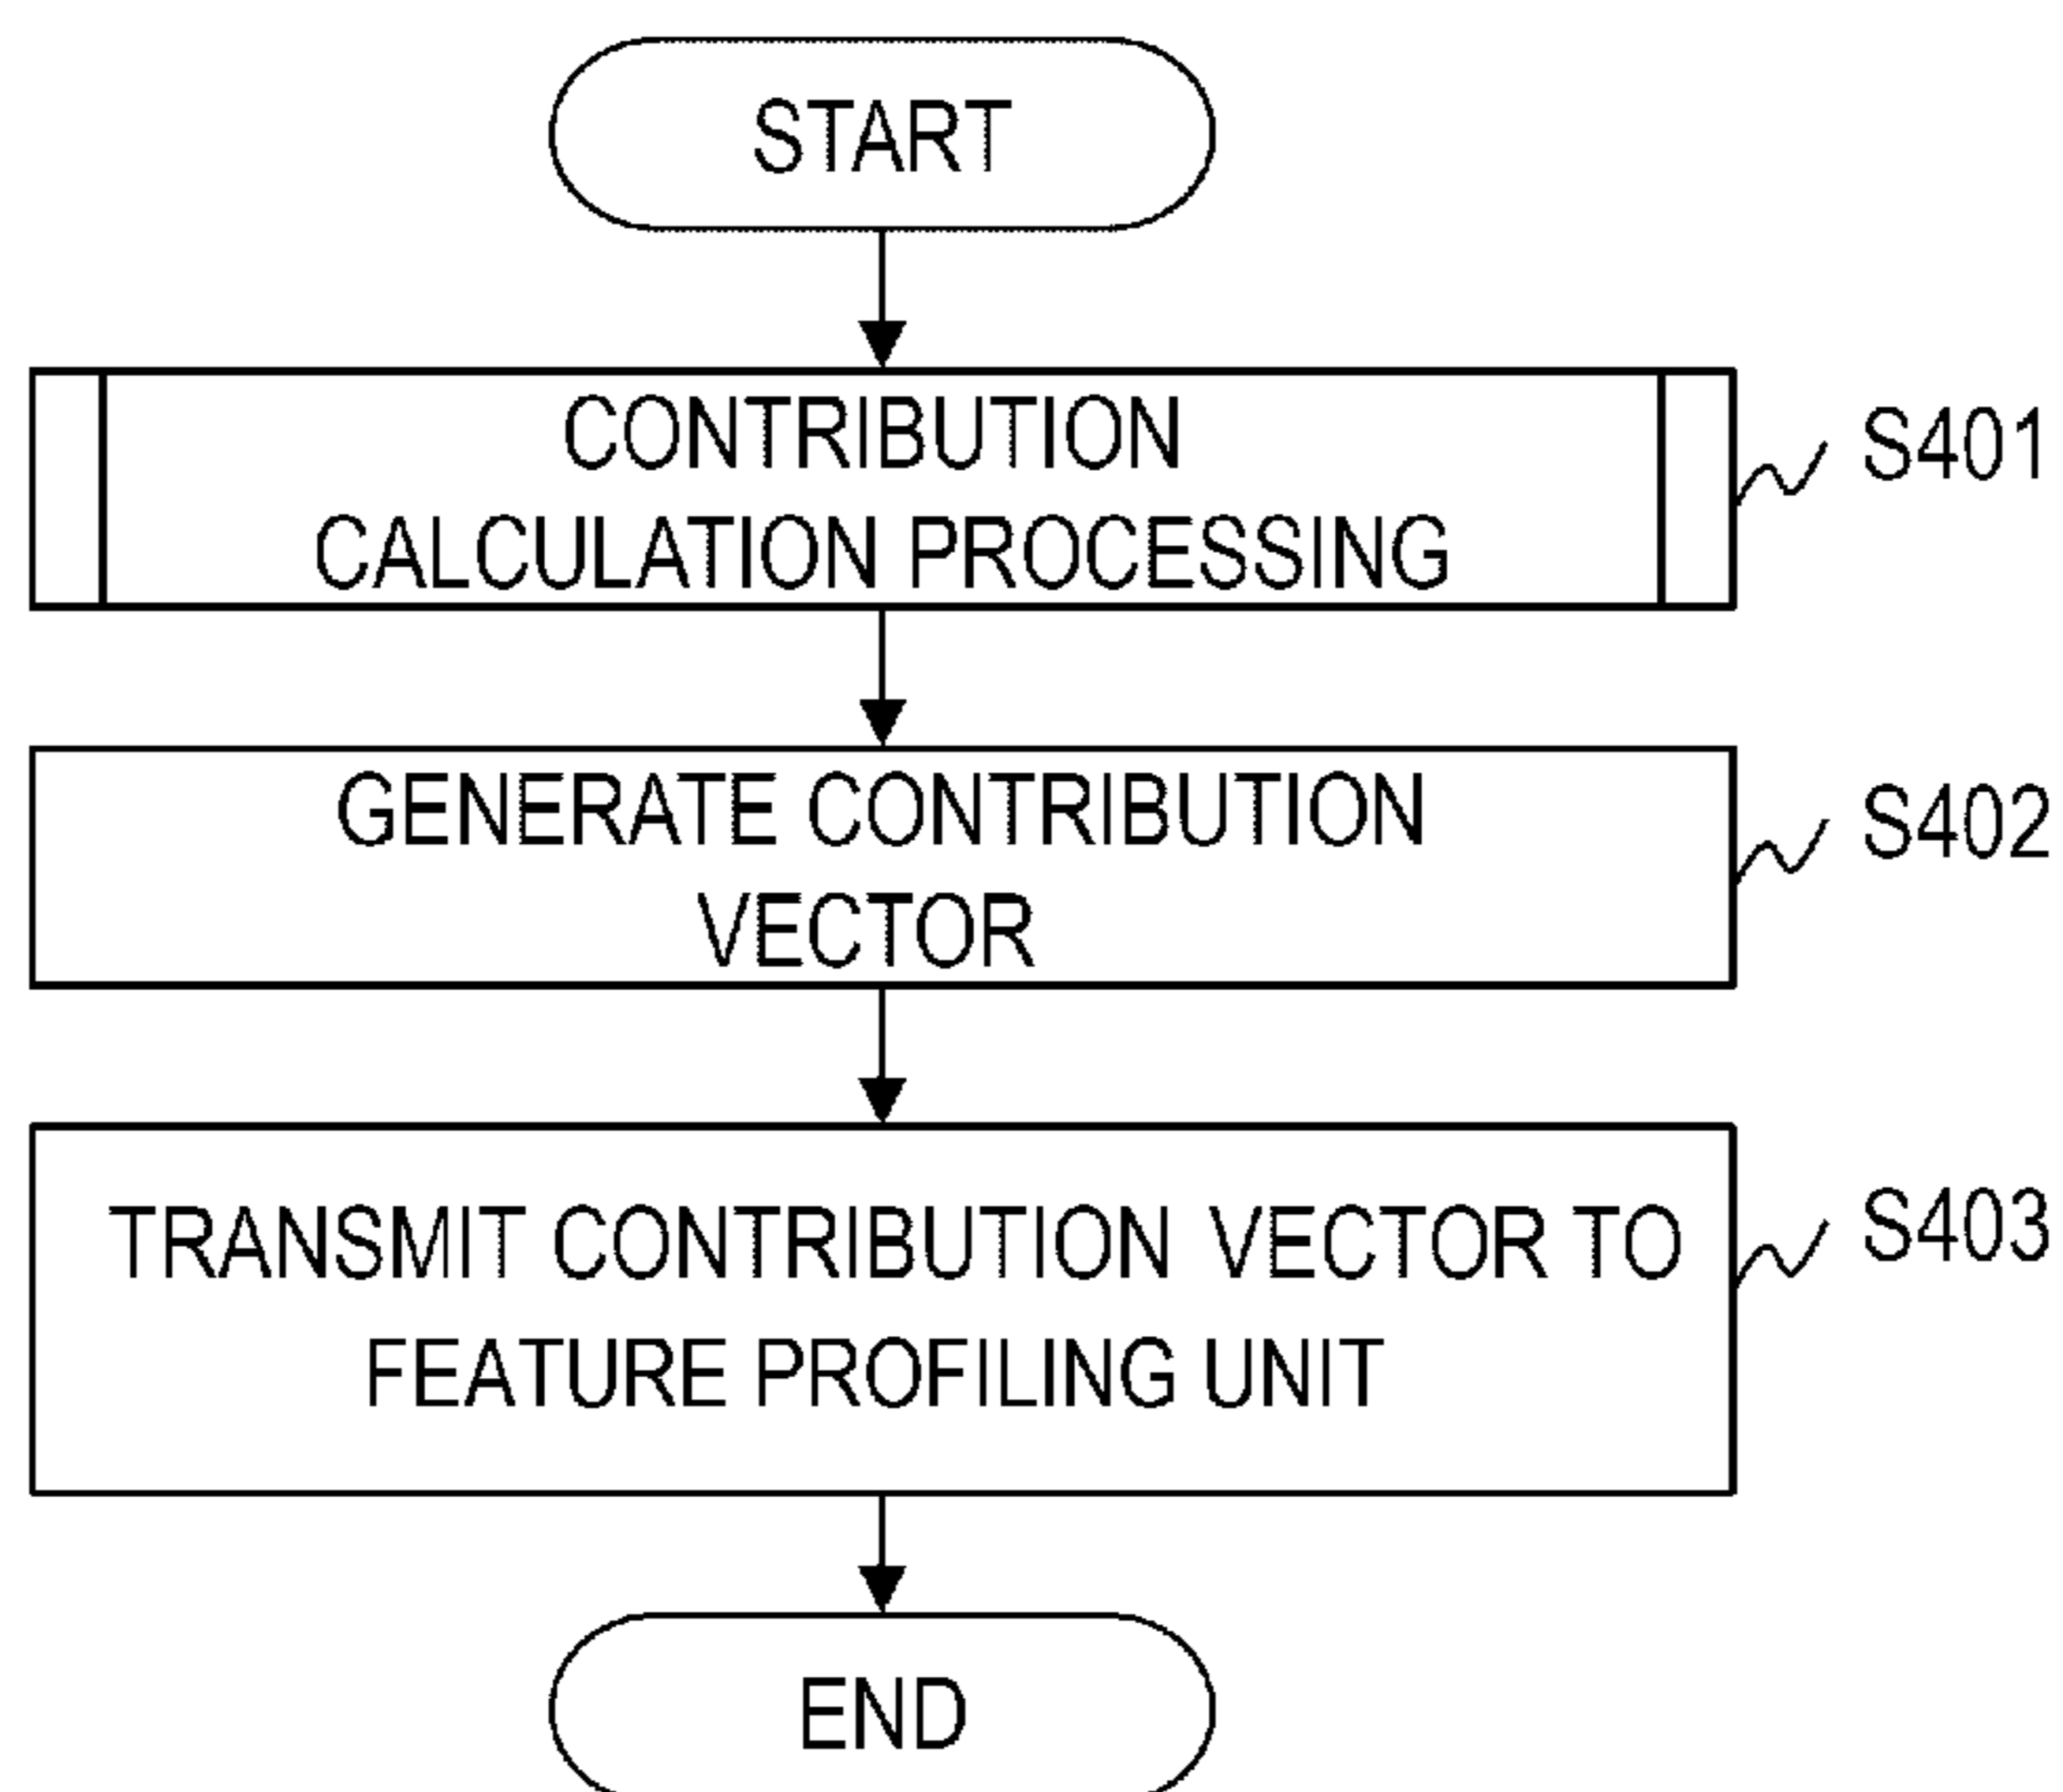 START
CONTRIBUTION
CALCULATION PROCESSING
S401
GENERATE CONTRIBUTION
VECTOR
S402
TRANSMIT CONTRIBUTION VECTOR TO
FEATURE PROFILING UNIT
S403
END